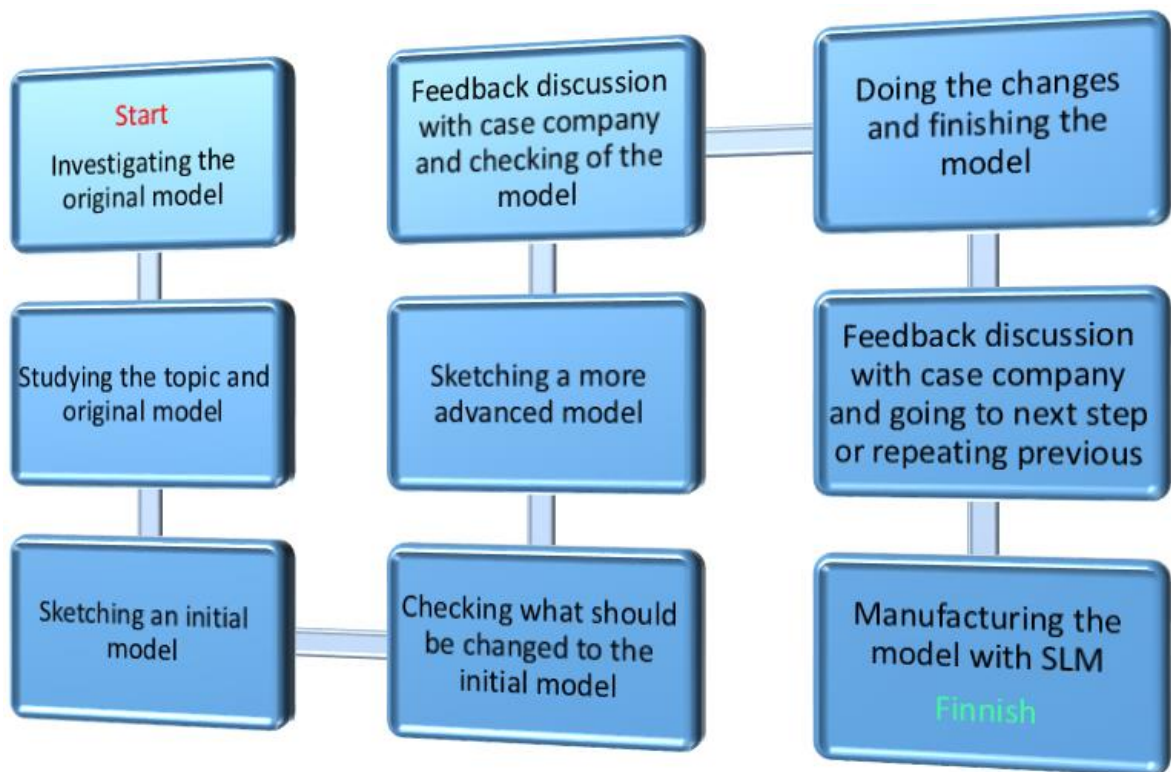 Start
Investigating the
original model
Studying the topic and
original model
Sketching an initial
model
Checking what should
be changed to the
initial model
Sketching a more
advanced model
Feedback discussion
with case company
and checking of the
model
Doing the changes
and finishing the
model
Feedback discussion
with case company
and going to next step
or repeating previous
Manufacturing the
model with SLM
Finnish